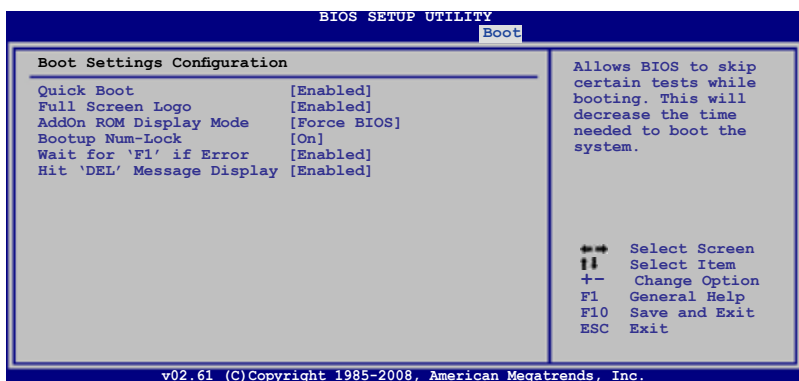 BIOS SETUP UTILITY
Boot
Boot Settings Configuration
Quick Boot [Enabled]
Full Screen Logo [Enabled]
AddOn ROM Display Mode [Force BIOS]
Bootup Num-Lock [On]
Wait for ‘F1’ if Error [Enabled]
Hit ‘DEL’ Message Display [Enabled]
Allows BIOS to skip
certain tests while
booting. This will
decrease the time
needed to boot the
system.
←→ Select Screen
↑↓ Select Item
+- Change Option
F1 General Help
F10 Save and Exit
ESC Exit
v02.61 (C)Copyright 1985-2008, American Megatrends, Inc.